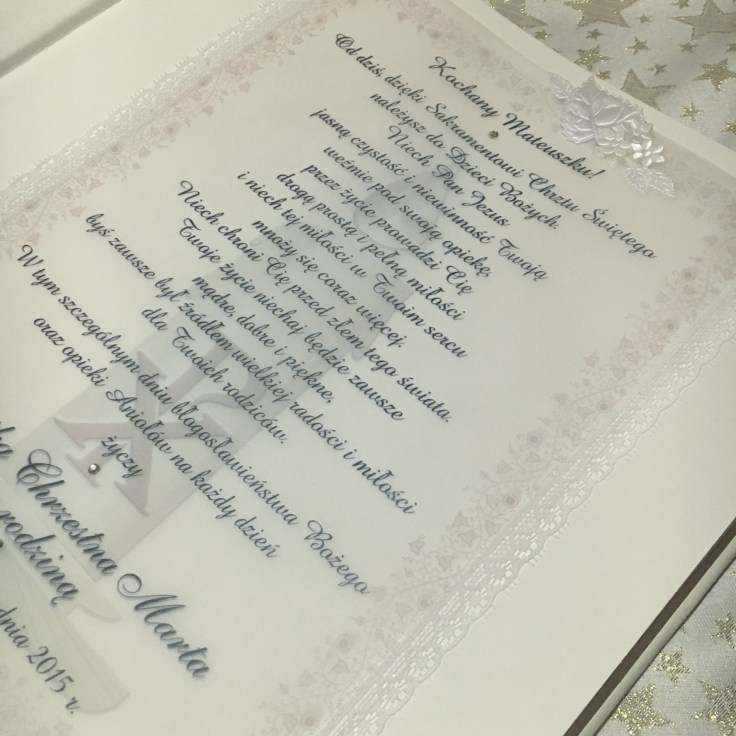 Kochany Mateuszku!
Od dziś, dzięki Sakramentowi Chrztu Świętego
należysz do Dzieci Bożych.
Niech Pan Jezus
jasną czystość i niewinność Twoją
weźmie pod swoją opiekę,
przez życie prowadzi Cię
drogą prostą i pełną miłości
i niech tej miłości w Twoim sercu
mnoży się coraz więcej.
Niech chroni Cię przed złem tego świata.
Twoje życie niechaj będzie zawsze
mądre, dobre i piękne,
byś zawsze był źródłem wielkiej radości i miłości
dla Twoich rodziców.
W tym szczególnym dniu błogosławieństwa Bożego
oraz opieki Aniołów na każdy dzień
życzy
Chrzestna Marta
rodziną
2015 r.